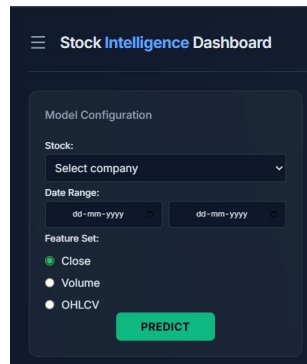 Stock Intelligence Dashboard
Model Configuration
Stock:
Select company
Date Range:
dd-mm-yyyy dd-mm-yyyy
Feature Set:
Close
Volume
OHLCV
PREDICT